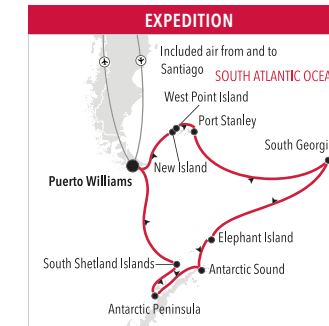 EXPEDITION
Included air from and to
Santiago
SOUTH ATLANTIC OCEA
West Point Island
Port Stanley
South Georgi
New Island
Puerto Williams
Elephant Island
South Shetland Islands
Antarctic Sound
Antarctic Peninsula